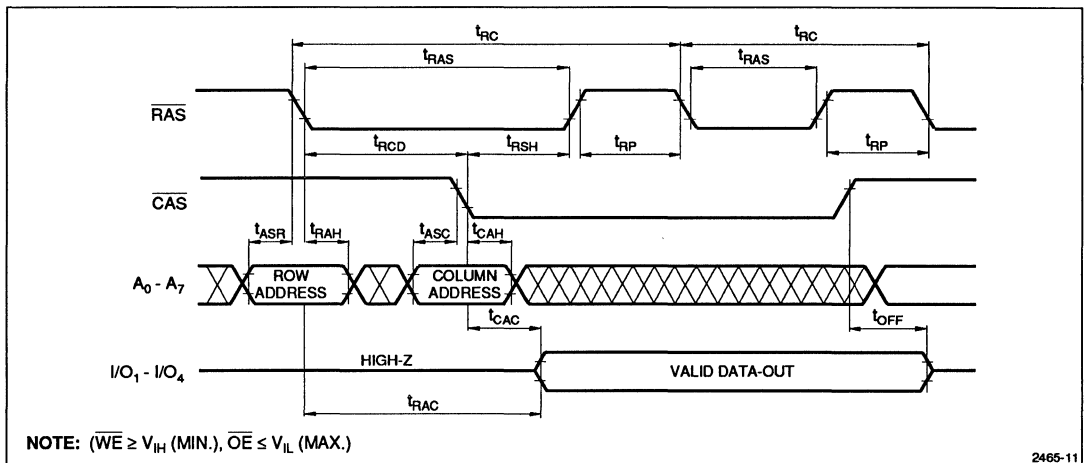 tRC tRC
tRAS tRAS
RAS
tRCD tRSH tRP tRP
CAS
tASR tRAH tASC tCAH
A0 - A7 ROW ADDRESS COLUMN ADDRESS
tCAC tOFF
I/O1 - I/O4 HIGH-Z VALID DATA-OUT
tRAC
NOTE: (WE ≥ VIH (MIN.), OE ≤ VIL (MAX.)
2465-11